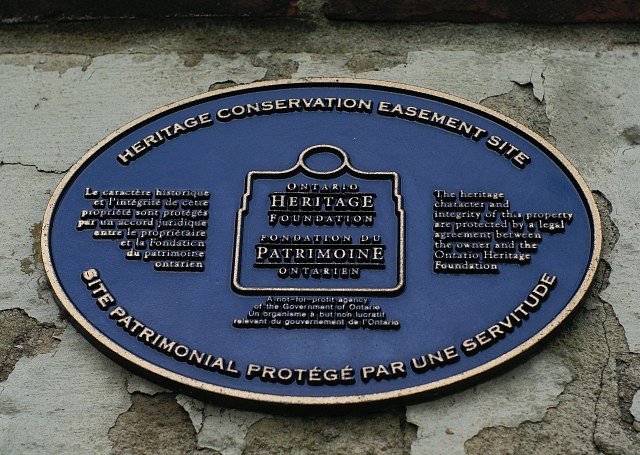 HERITAGE CONSERVATION EASEMENT SITE
Le caractère historique
et l'intégrité de cette
propriété sont protégés
par un accord juridique
entre le propriétaire
et la Fondation
du patrimoine
ontarien
ONTARIO
HERITAGE
FOUNDATION
FONDATION DU
PATRIMOINE
ONTARIEN
A not-for-profit agency
of the Government of Ontario
Un organisme à but non lucratif
relevant du gouvernement de l'Ontario
The heritage
character and
integrity of this property
are protected by a legal
agreement between
the owner and the
Ontario Heritage
Foundation
SITE PATRIMONIAL PROTÉGÉ PAR UNE SERVITUDE